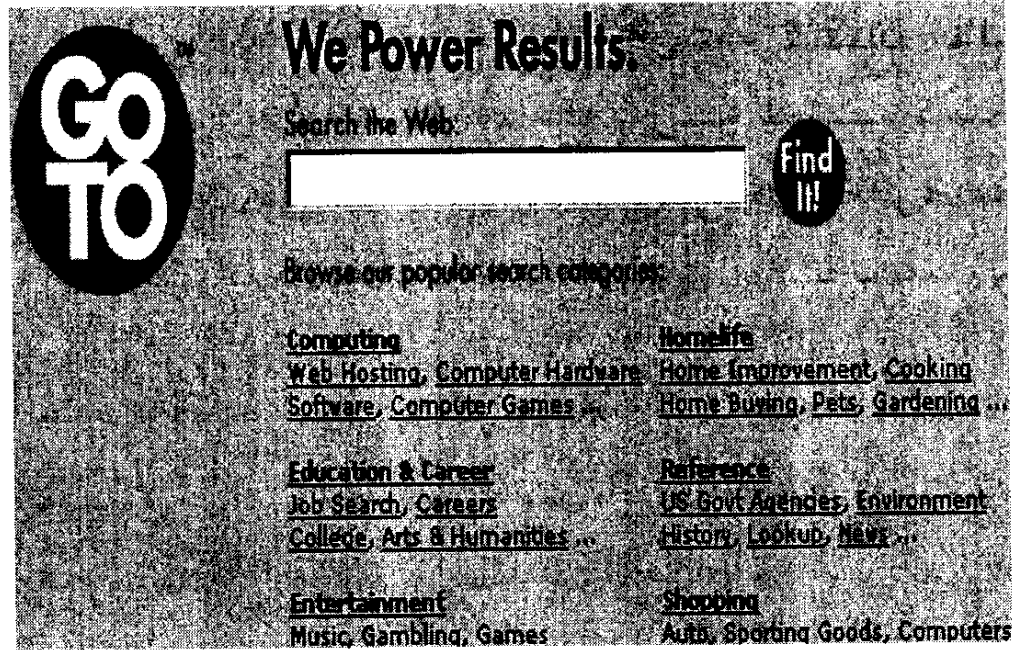 GO
TO
TM
We Power Results.
Search the Web:
Find
It!
Browse our popular search categories:
Computing
Web Hosting, Computer Hardware
Software, Computer Games ...
Homelife
Home Improvement, Cooking
Home Buying, Pets, Gardening ...
Education & Career
Job Search, Careers
College, Arts & Humanities ...
Reference
US Govt Agencies, Environment
History, Lookup, News ...
Entertainment
Music, Gambling, Games
Shopping
Auto, Sporting Goods, Computers